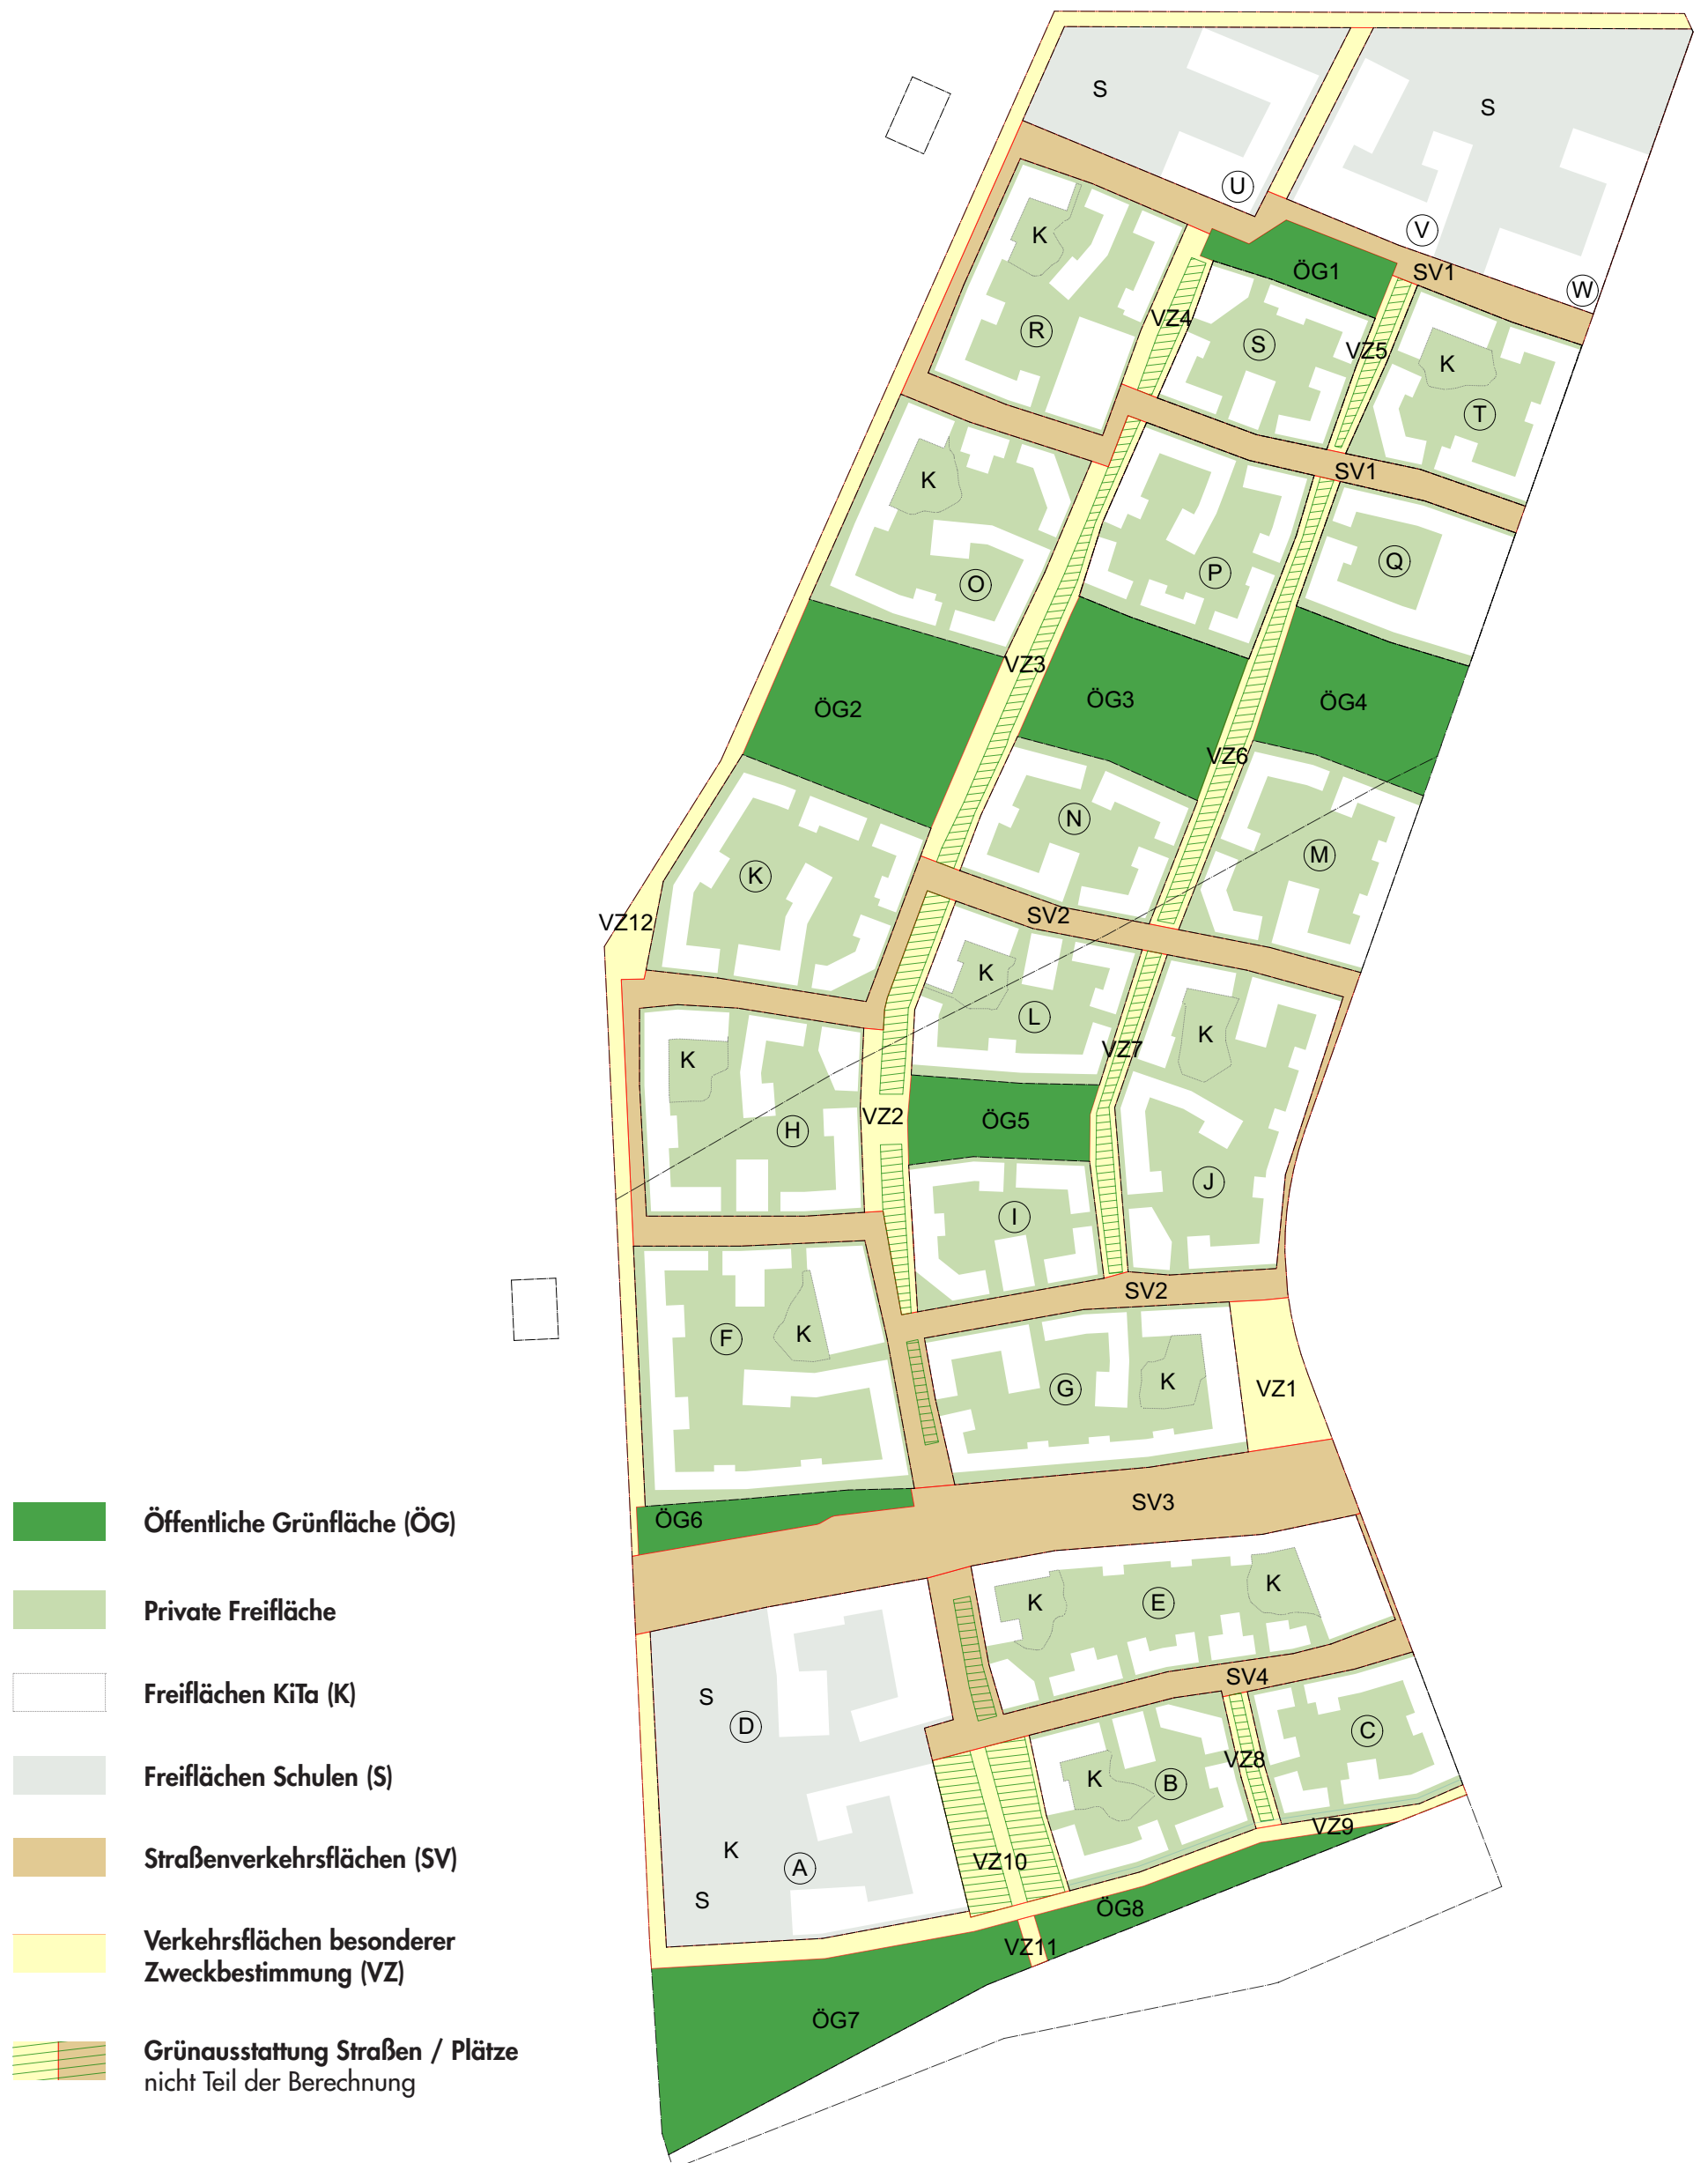 S
S
U
K
V
ÖG1
SV1
W
VZ4
R
S
VZ5
K
T
SV1
K
Q
P
O
VZ3
ÖG3
ÖG4
ÖG2
VZ6
N
M
K
SV2
VZ12
K
L
K
VZ7
K
VZ2
ÖG5
H
J
I
SV2
K
F
K
G
VZ1
SV3
ÖG6
K
K
E
SV4
S
D
C
VZ8
K
B
VZ9
K
A
VZ10
S
ÖG8
VZ11
ÖG7
Öffentliche Grünfläche (ÖG)
Private Freifläche
Freiflächen KiTa (K)
Freiflächen Schulen (S)
Straßenverkehrsflächen (SV)
Verkehrsflächen besonderer
Zweckbestimmung (VZ)
Grünausstattung Straßen / Plätze
nicht Teil der Berechnung